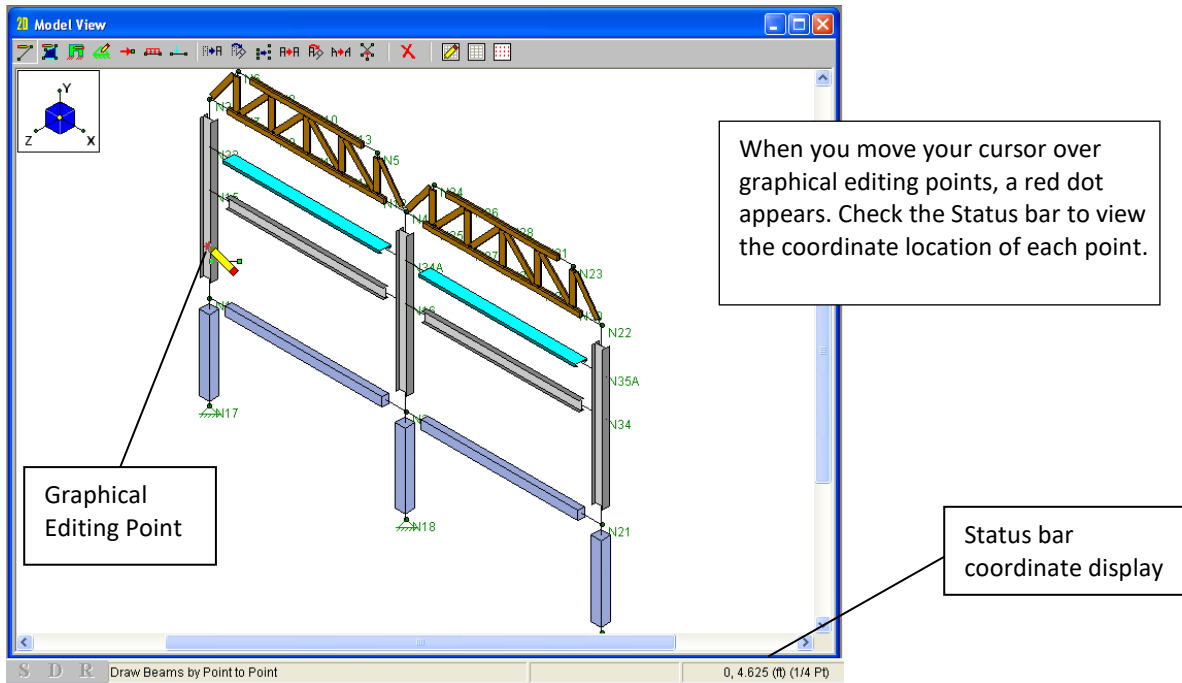 2D Model View
Y
Z
X
N5
N24
N23
N22
N34A
N35A
N34
N17
N18
N21
When you move your cursor over
graphical editing points, a red dot
appears. Check the Status bar to view
the coordinate location of each point.
Graphical
Editing Point
Status bar
coordinate display
S D R
Draw Beams by Point to Point
0, 4.625 (ft) (1/4 Pt)